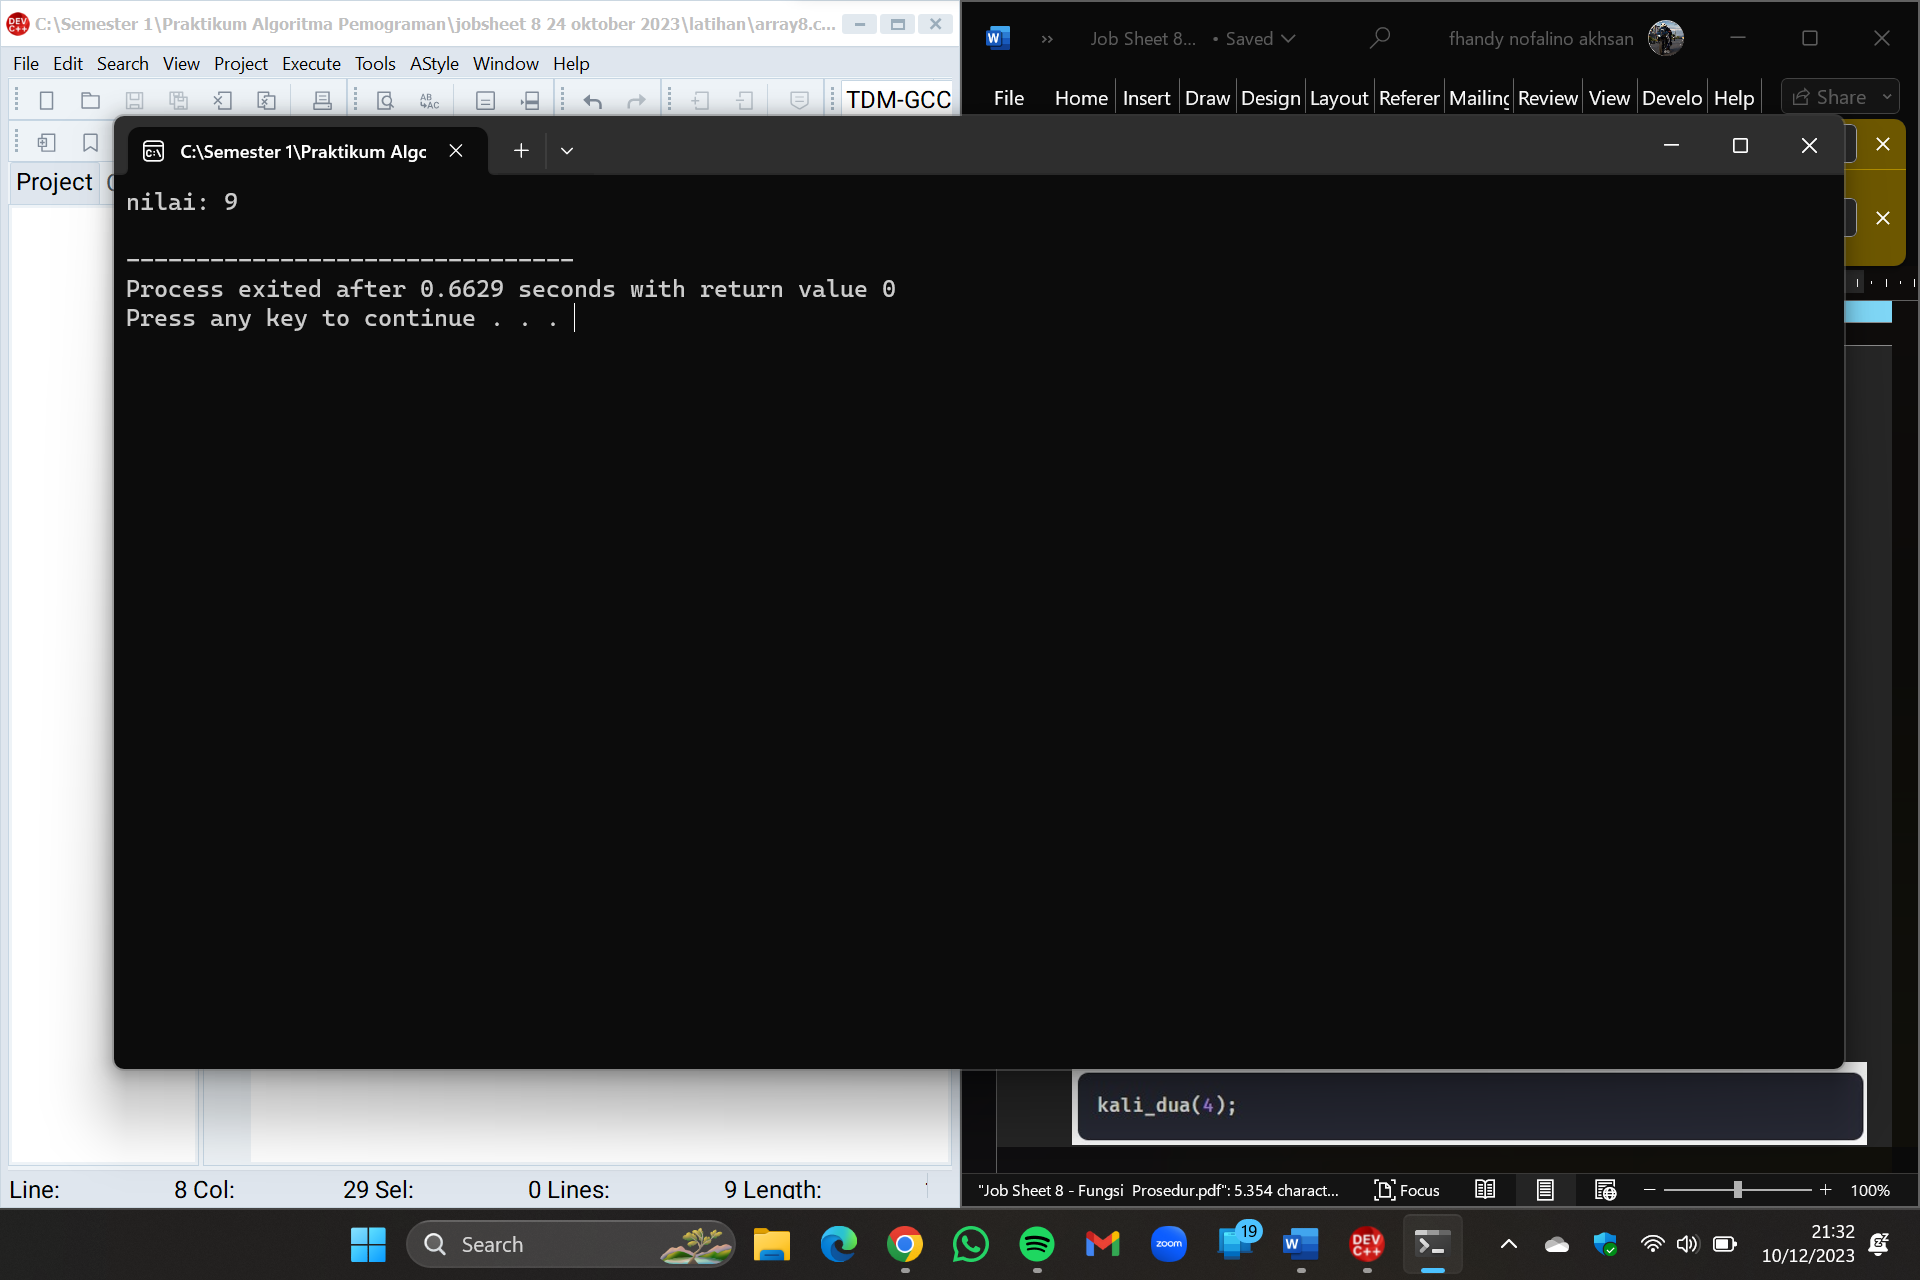 C:\Semester 1\Praktikum Algoritma Pemograman\jobsheet 8 24 oktober 2023\latihan\array8.c...
File Edit Search View Project Execute Tools AStyle Window Help
TDM-GCC
Project
Job Sheet 8... • Saved
fhandy nofalino akhsan
File Home Insert Draw Design Layout Referer Mailing Review View Develo Help
Share
C:\Semester 1\Praktikum Algc
nilai: 9
--------------------------------
Process exited after 0.6629 seconds with return value 0
Press any key to continue . . .
kali_dua(4);
Line: 8 Col: 29 Sel: 0 Lines: 9 Length:
"Job Sheet 8 - Fungsi Prosedur.pdf": 5.354 charact...
Focus
100%
Search
zoom
19
DEV C++
21:32
10/12/2023